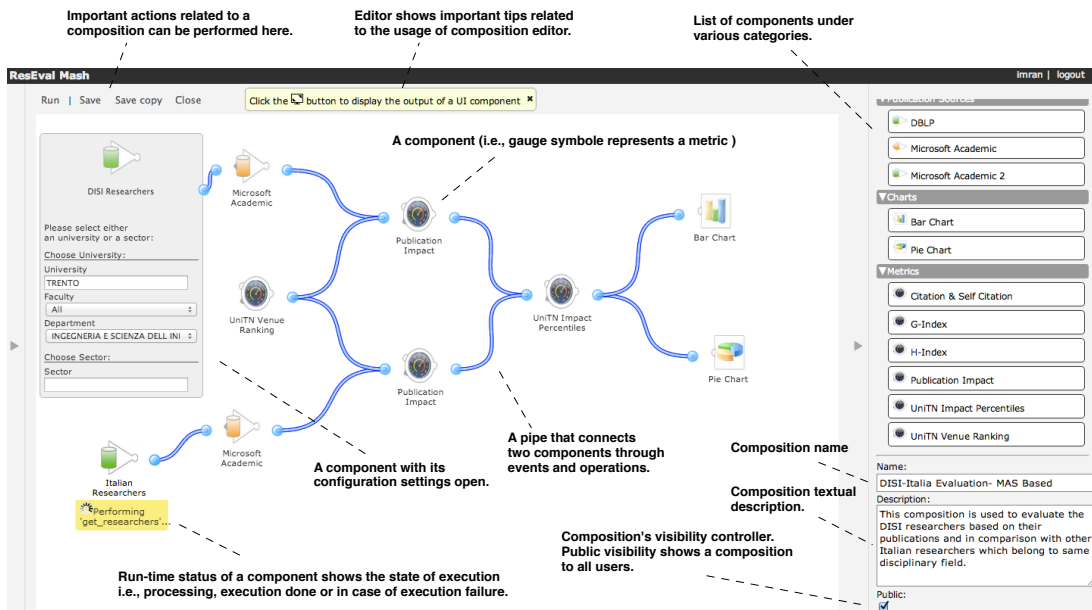 Important actions related to a
composition can be performed here.
Editor shows important tips related
to the usage of composition editor.
List of components under
various categories.
ResEval Mash
imran | logout
Run | Save Save copy Close
Click the button to display the output of a UI component ×
Publication Sources
DBLP
Microsoft Academic
Microsoft Academic 2
Charts
Bar Chart
Pie Chart
Metrics
Citation & Self Citation
G-Index
H-Index
Publication Impact
UniTN Impact Percentiles
UniTN Venue Ranking
A component (i.e., gauge symbole represents a metric )
DISI Researchers
Please select either
an university or a sector:
Choose University:
University
TRENTO
Faculty
All
Department
INGEGNERIA E SCIENZA DELL INI
Choose Sector:
Sector
Microsoft
Academic
Publication
Impact
UniTN Venue
Ranking
UniTN Impact
Percentiles
Bar Chart
Pie Chart
Publication
Impact
Microsoft
Academic
Italian
Researchers
Performing
'get_researchers'...
A component with its
configuration settings open.
A pipe that connects
two components through
events and operations.
Composition name
Composition textual
description.
Composition's visibility controller.
Public visibility shows a composition
to all users.
Run-time status of a component shows the state of execution
i.e., processing, execution done or in case of execution failure.
Name:
DISI-Italia Evaluation- MAS Based
Description:
This composition is used to evaluate the
DISI researchers based on their
publications and in comparison with other
Italian researchers which belong to same
disciplinary field.
Public: